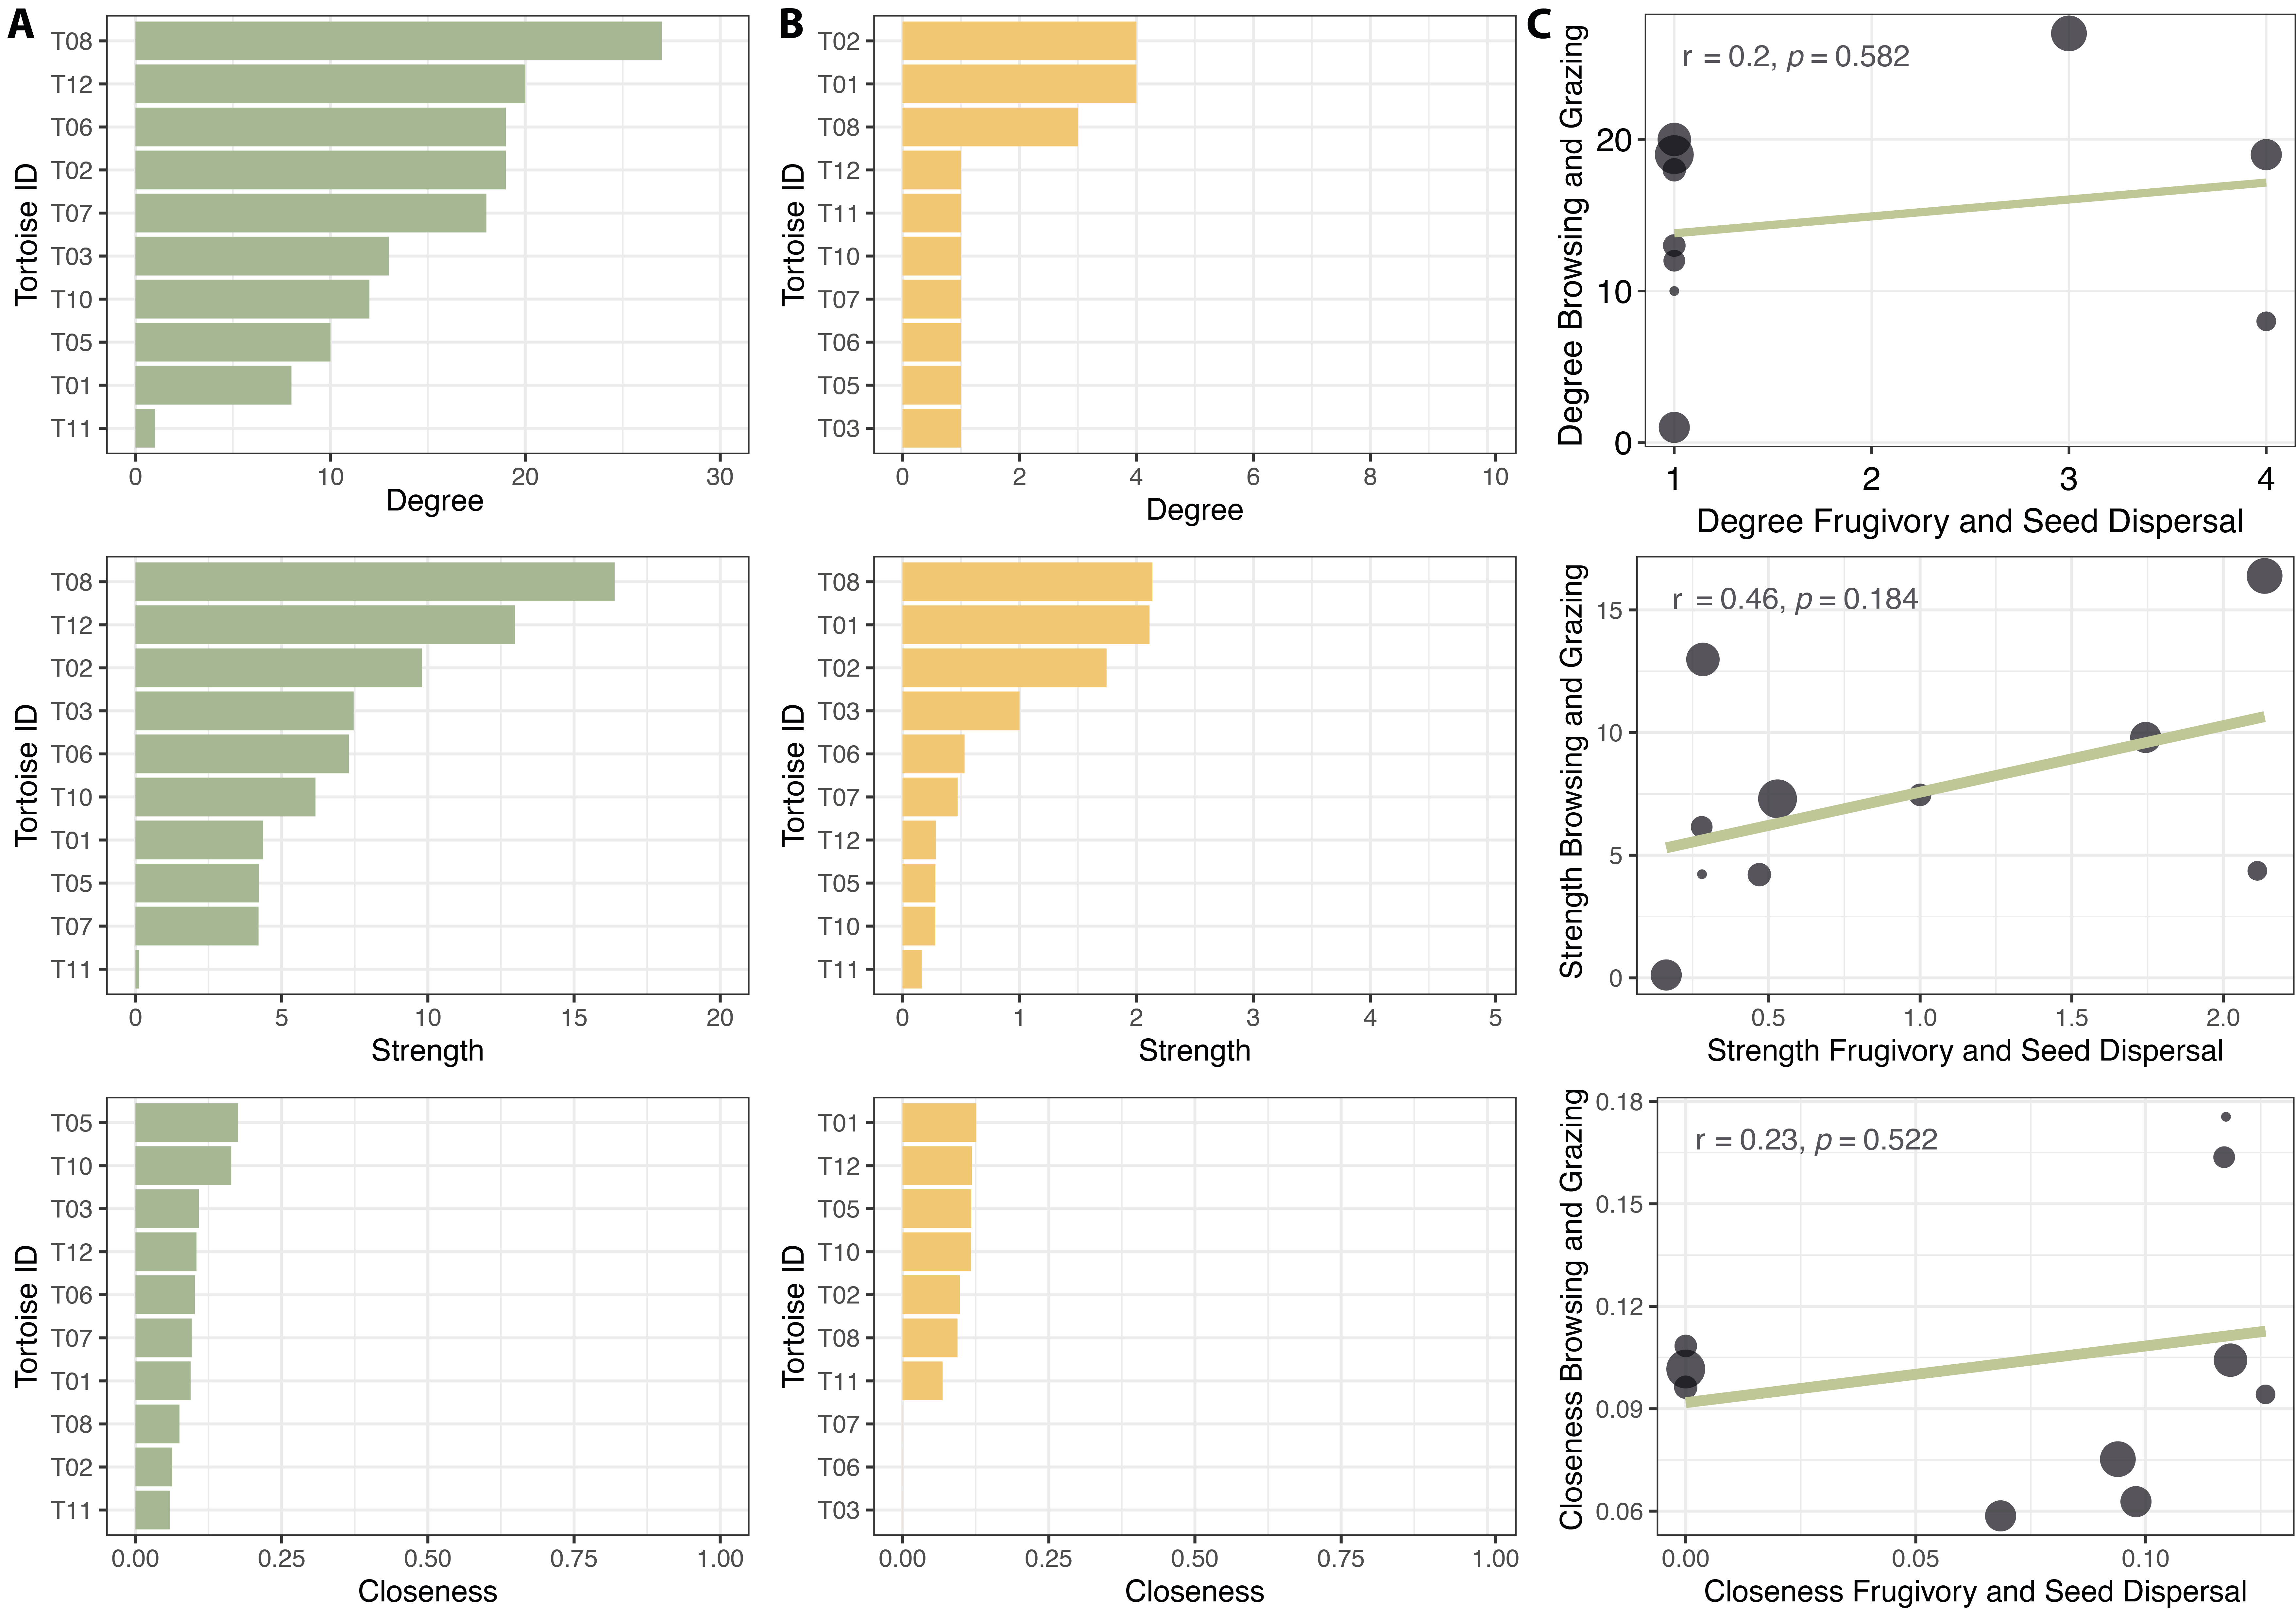 A
Tortoise ID
T08
T12
T06
T02
T07
T03
T10
T05
T01
T11
0 10 20 30
Degree
B
Tortoise ID
T02
T01
T08
T12
T11
T10
T07
T06
T05
T03
0 2 4 6 8 10
Degree
C
Degree Browsing and Grazing
r = 0.2, p = 0.582
20
10
0
1 2 3 4
Degree Frugivory and Seed Dispersal
Tortoise ID
T08
T12
T02
T03
T06
T10
T01
T05
T07
T11
0 5 10 15 20
Strength
Tortoise ID
T08
T01
T02
T03
T06
T07
T12
T05
T10
T11
0 1 2 3 4 5
Strength
Strength Browsing and Grazing
r = 0.46, p = 0.184
15
10
5
0
0.5 1.0 1.5 2.0
Strength Frugivory and Seed Dispersal
Tortoise ID
T05
T10
T03
T12
T06
T07
T01
T08
T02
T11
0.00 0.25 0.50 0.75 1.00
Closeness
Tortoise ID
T01
T12
T05
T10
T02
T08
T11
T07
T06
T03
0.00 0.25 0.50 0.75 1.00
Closeness
Closeness Browsing and Grazing
0.18
r = 0.23, p = 0.522
0.15
0.12
0.09
0.06
0.00 0.05 0.10
Closeness Frugivory and Seed Dispersal